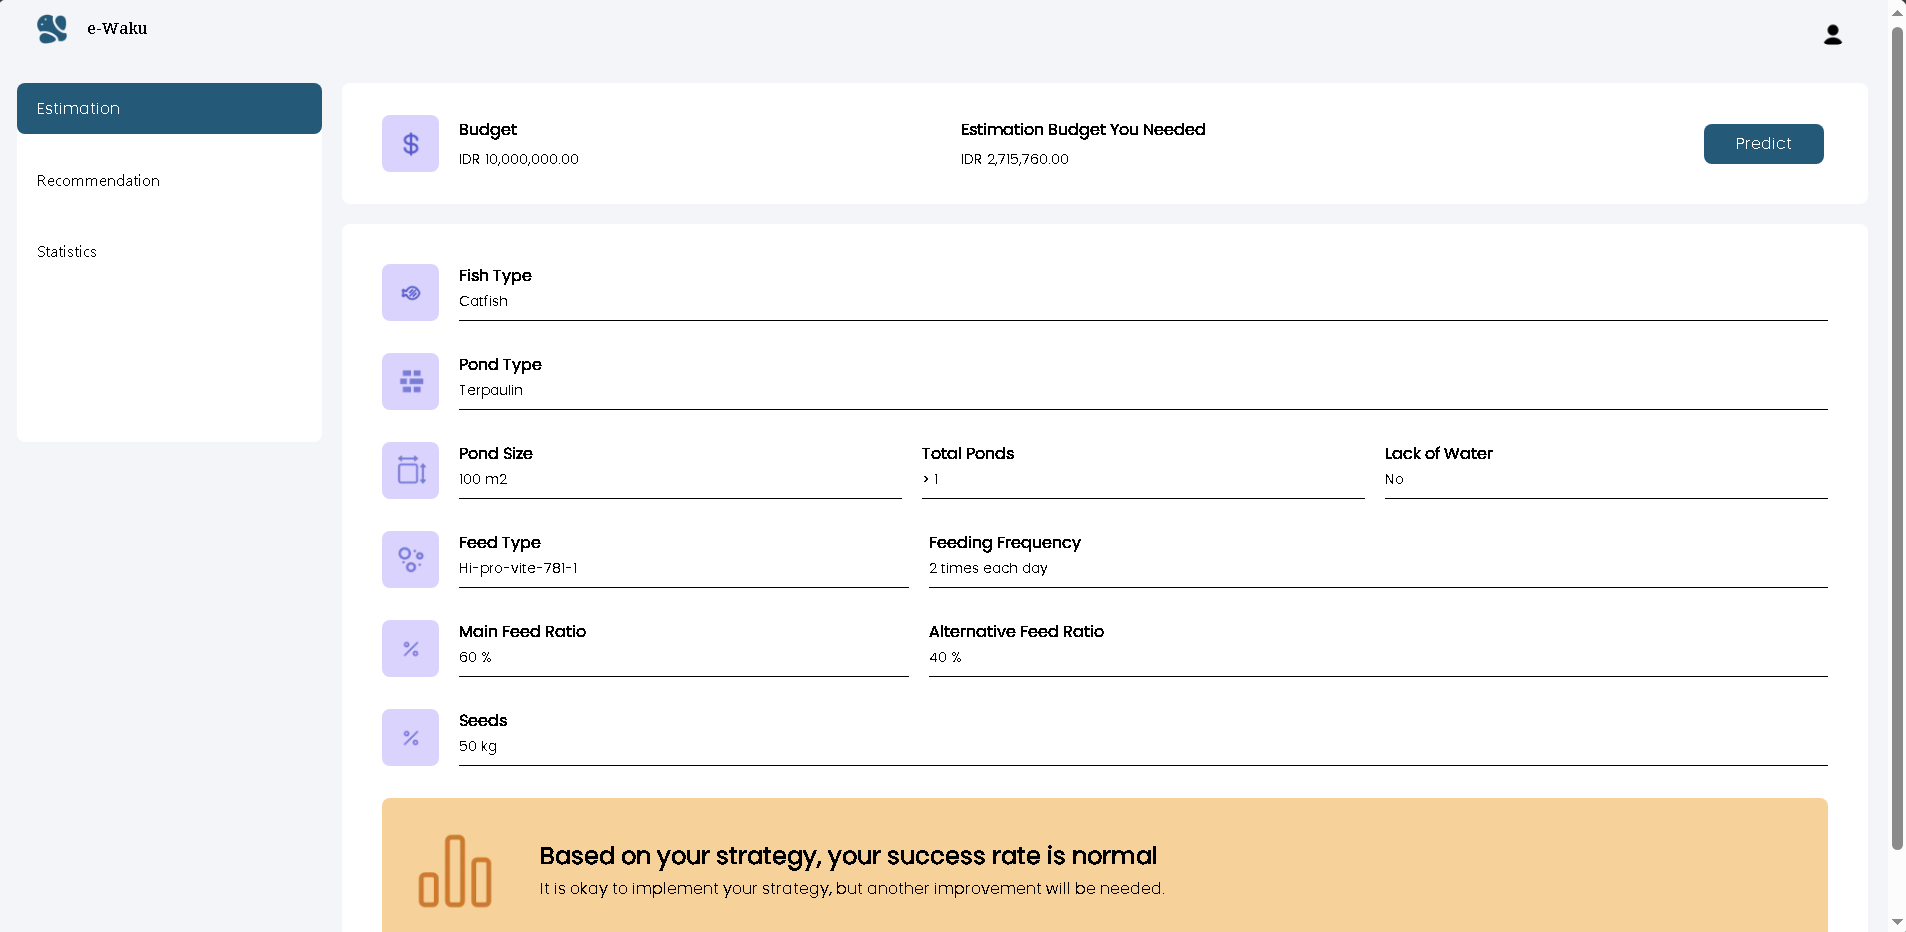 e-Waku
Estimation
Recommendation
Statistics
Budget
IDR 10,000,000.00
Estimation Budget You Needed
IDR 2,715,760.00
Predict
Fish Type
Catfish
Pond Type
Terpaulin
Pond Size
100 m2
Total Ponds
> 1
Lack of Water
No
Feed Type
Hi-pro-vite-781-1
Feeding Frequency
2 times each day
Main Feed Ratio
60 %
Alternative Feed Ratio
40 %
Seeds
50 kg
Based on your strategy, your success rate is normal
It is okay to implement your strategy, but another improvement will be needed.